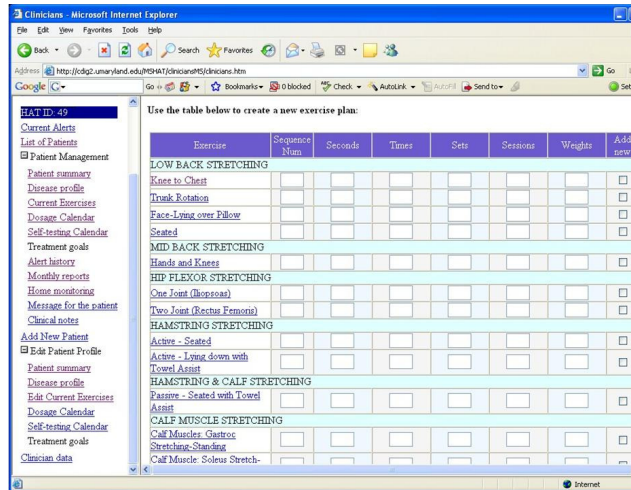 Clinicians - Microsoft Internet Explorer
File Edit View Favorites Tools Help
Back Search Favorites
Address http://cdig2.umaryland.edu/MSHAT/cliniciansMS/clinicians.htm Go
Google G Go Bookmarks 0 blocked Check AutoLink AutoFill Send to Set
HAT ID: 49
Current Alerts
List of Patients
Patient Management
Patient summary
Disease profile
Current Exercises
Dosage Calendar
Self-testing Calendar
Treatment goals
Alert history
Monthly reports
Home monitoring
Message for the patient
Clinical notes
Add New Patient
Edit Patient Profile
Patient summary
Disease profile
Edit Current Exercises
Dosage Calendar
Self-testing Calendar
Treatment goals
Clinician data
Use the table below to create a new exercise plan:
Exercise Sequence Num Seconds Times Sets Sessions Weights Add new
LOW BACK STRETCHING
Knee to Chest
Trunk Rotation
Face-Lying over Pillow
Seated
MID BACK STRETCHING
Hands and Knees
HIP FLEXOR STRETCHING
One Joint (Iliopsoas)
Two Joint (Rectus Femoris)
HAMSTRING STRETCHING
Active - Seated
Active - Lying down with
Towel Assist
HAMSTRING & CALF STRETCHING
Passive - Seated with Towel
Assist
CALF MUSCLE STRETCHING
Calf Muscles: Gastroc
Stretching-Standing
Calf Muscle: Soleus Stretch-
Internet